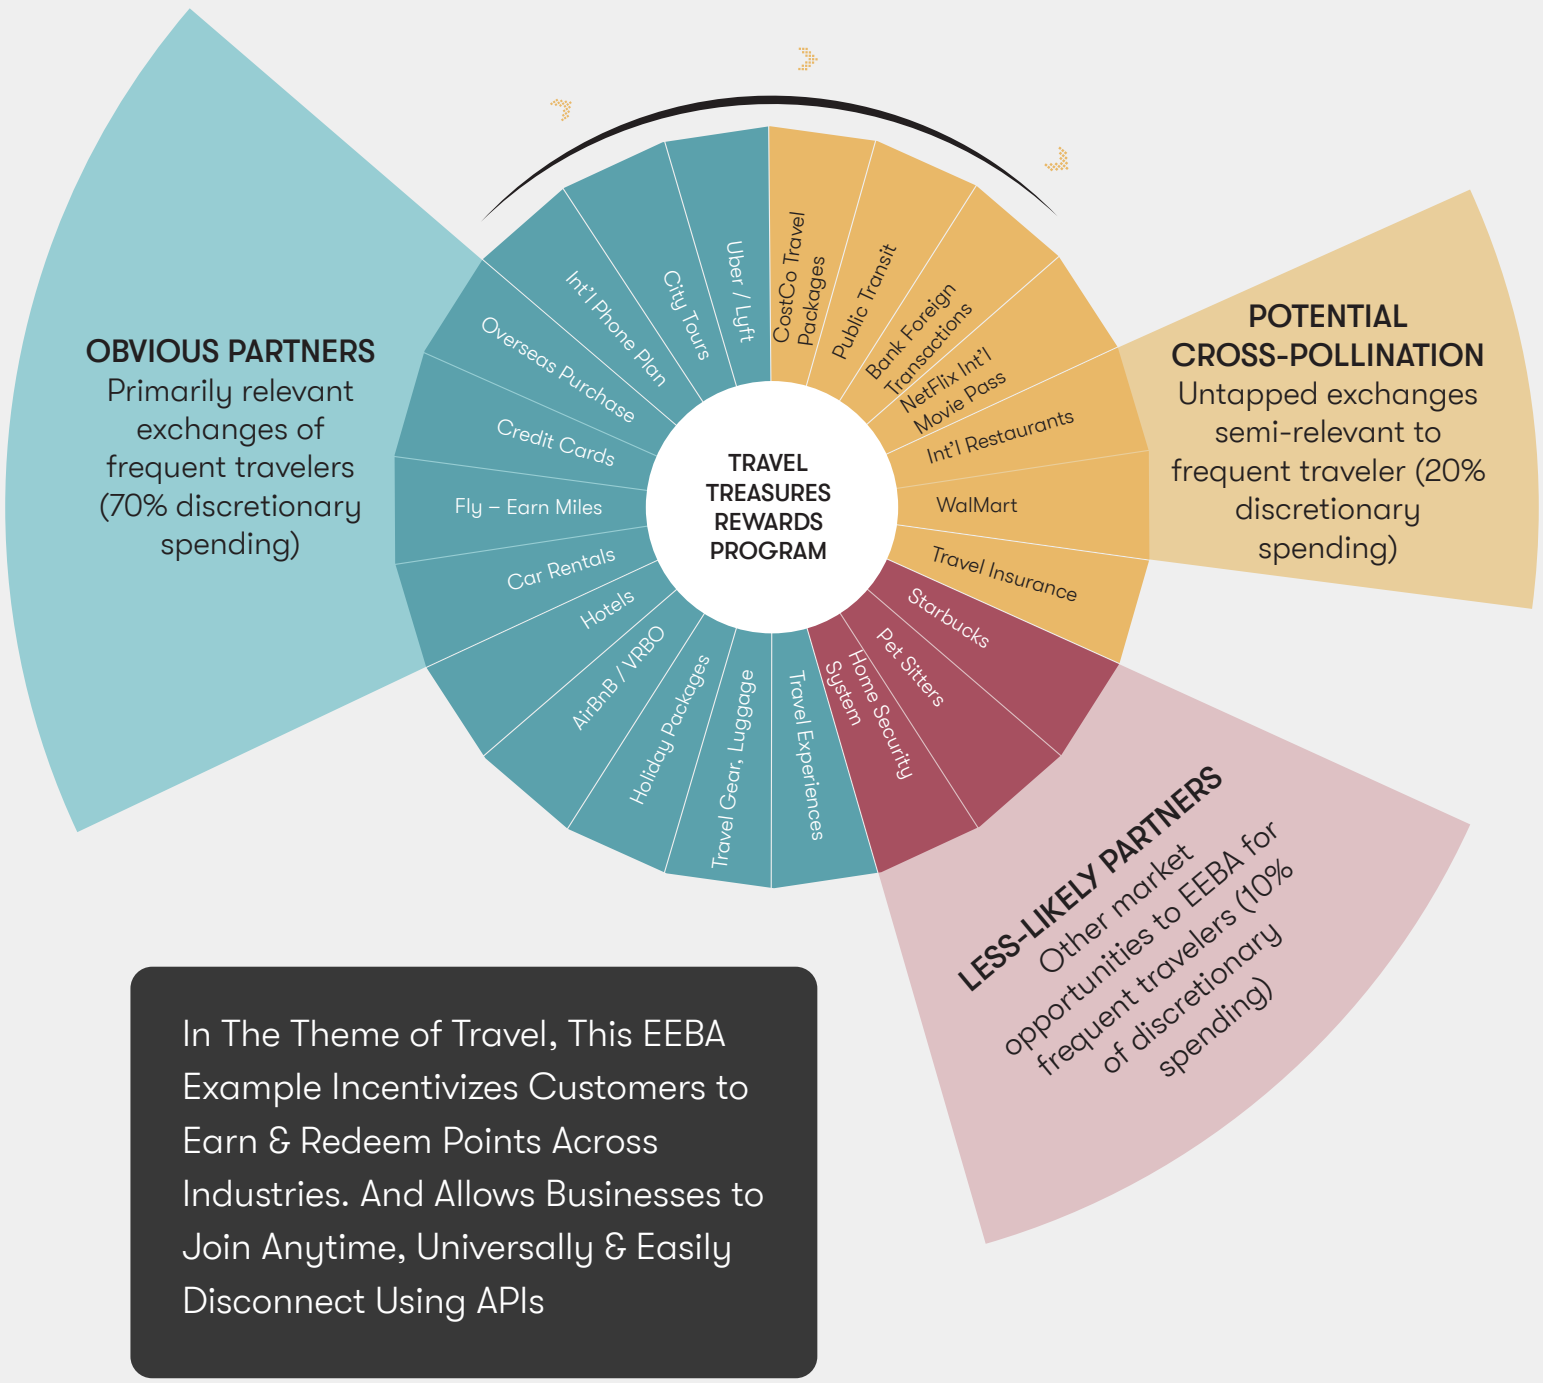 OBVIOUS PARTNERS
Primarily relevant
exchanges of
frequent travelers
(70% discretionary
spending)
Uber / Lyft
City Tours
Int'l Phone Plan
Overseas Purchase
Credit Cards
Fly – Earn Miles
Car Rentals
Hotels
AirBnB / VRBO
Holiday Packages
Travel Gear, Luggage
Travel Experiences
TRAVEL
TREASURES
REWARDS
PROGRAM
CostCo Travel
Packages
Public Transit
Bank Foreign
Transactions
NetFlix Int'l
Movie Pass
Int'l Restaurants
WalMart
Travel Insurance
Starbucks
Pet Sitters
Home Security
System
POTENTIAL
CROSS-POLLINATION
Untapped exchanges
semi-relevant to
frequent traveler (20%
discretionary
spending)
LESS-LIKELY PARTNERS
Other market
opportunities to EEBA for
frequent travelers (10%
of discretionary
spending)
In The Theme of Travel, This EEBA
Example Incentivizes Customers to
Earn & Redeem Points Across
Industries. And Allows Businesses to
Join Anytime, Universally & Easily
Disconnect Using APIs